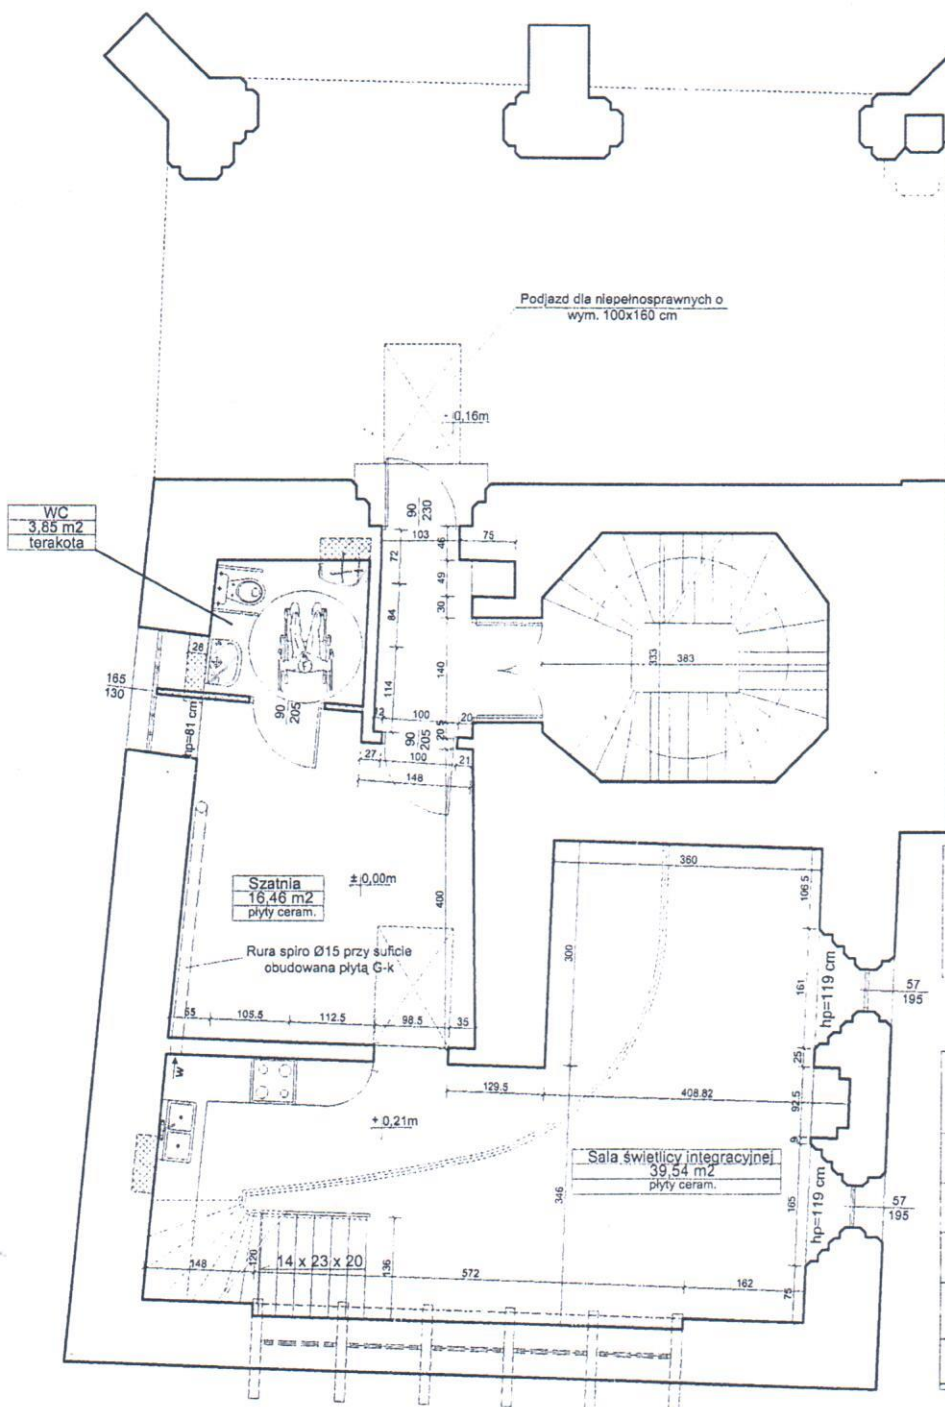 Podjazd dla niepełnosprawnych o
wym. 100x160 cm
- 0,16m
WC
3,85 m2
terakota
90
230
103
75
46
72
49
84
30
28
140
333
383
165
130
114
90
205
hp=81 cm
12
100
20
20.5
90
205
27
100
21
148
360
106.5
Szatnia
16,46 m2
płyty ceram.
± 0,00m
400
Rura spiro Ø15 przy suficie
obudowana płytą G-k
300
161
hp=119 cm
57
195
55
105.5
112.5
98.5
35
25
w
129.5
408.82
92.5
+ 0,21m
9
Sala świetlicy integracyjnej
39,54 m2
płyty ceram.
346
165
hp=119 cm
57
195
148
120
14 x 23 x 20
136
572
162
75